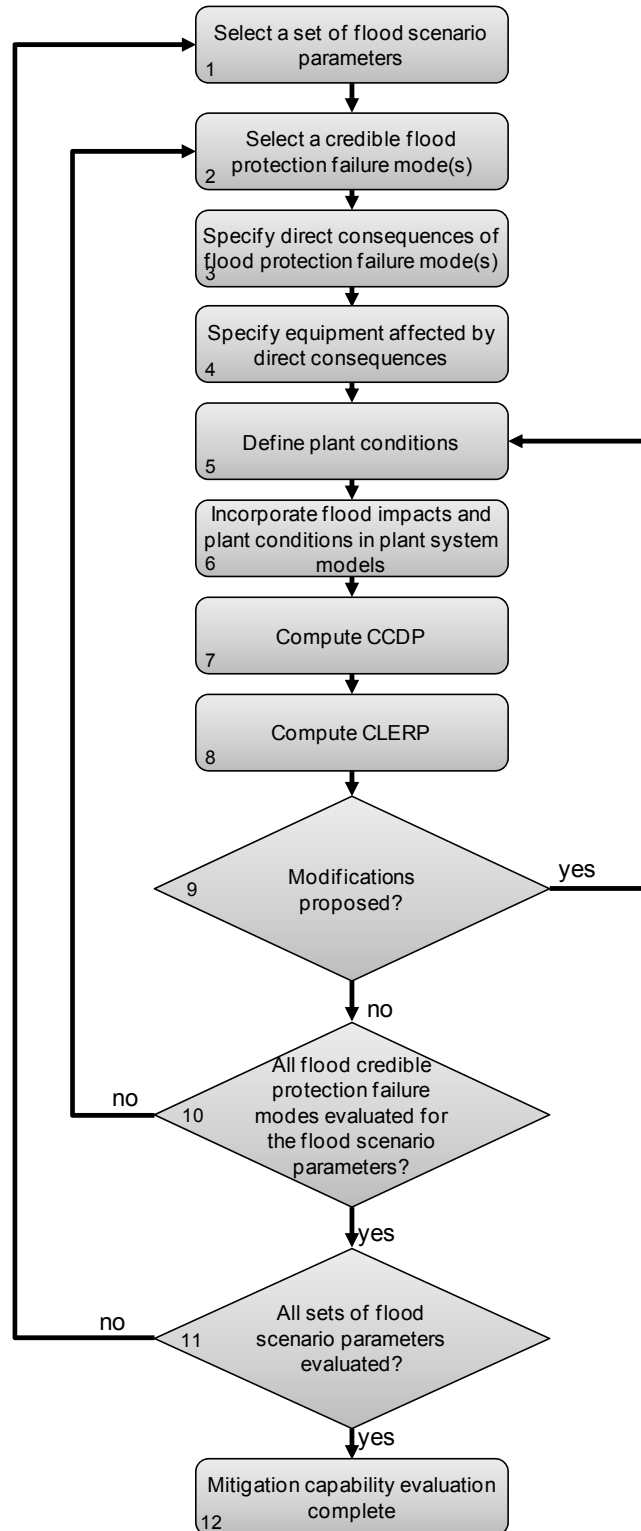 Select a set of flood scenario
parameters
1
Select a credible flood
protection failure mode(s)
2
Specify direct consequences of
flood protection failure mode(s)
3
Specify equipment affected by
direct consequences
4
Define plant conditions
5
Incorporate flood impacts and
plant conditions in plant system
models
6
Compute CCDP
7
Compute CLERP
8
Modifications
proposed?
9
yes
no
All flood credible
protection failure
modes evaluated for
the flood scenario
parameters?
10
no
yes
All sets of flood
scenario parameters
evaluated?
11
no
yes
Mitigation capability evaluation
complete
12